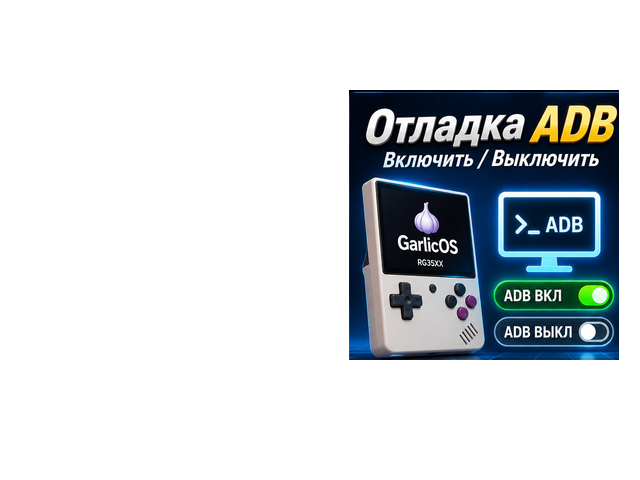 Отладка ADB
Включить / Выключить
GarlicOS
RG35XX
>_ ADB
ADB ВКЛ
ADB ВЫКЛ